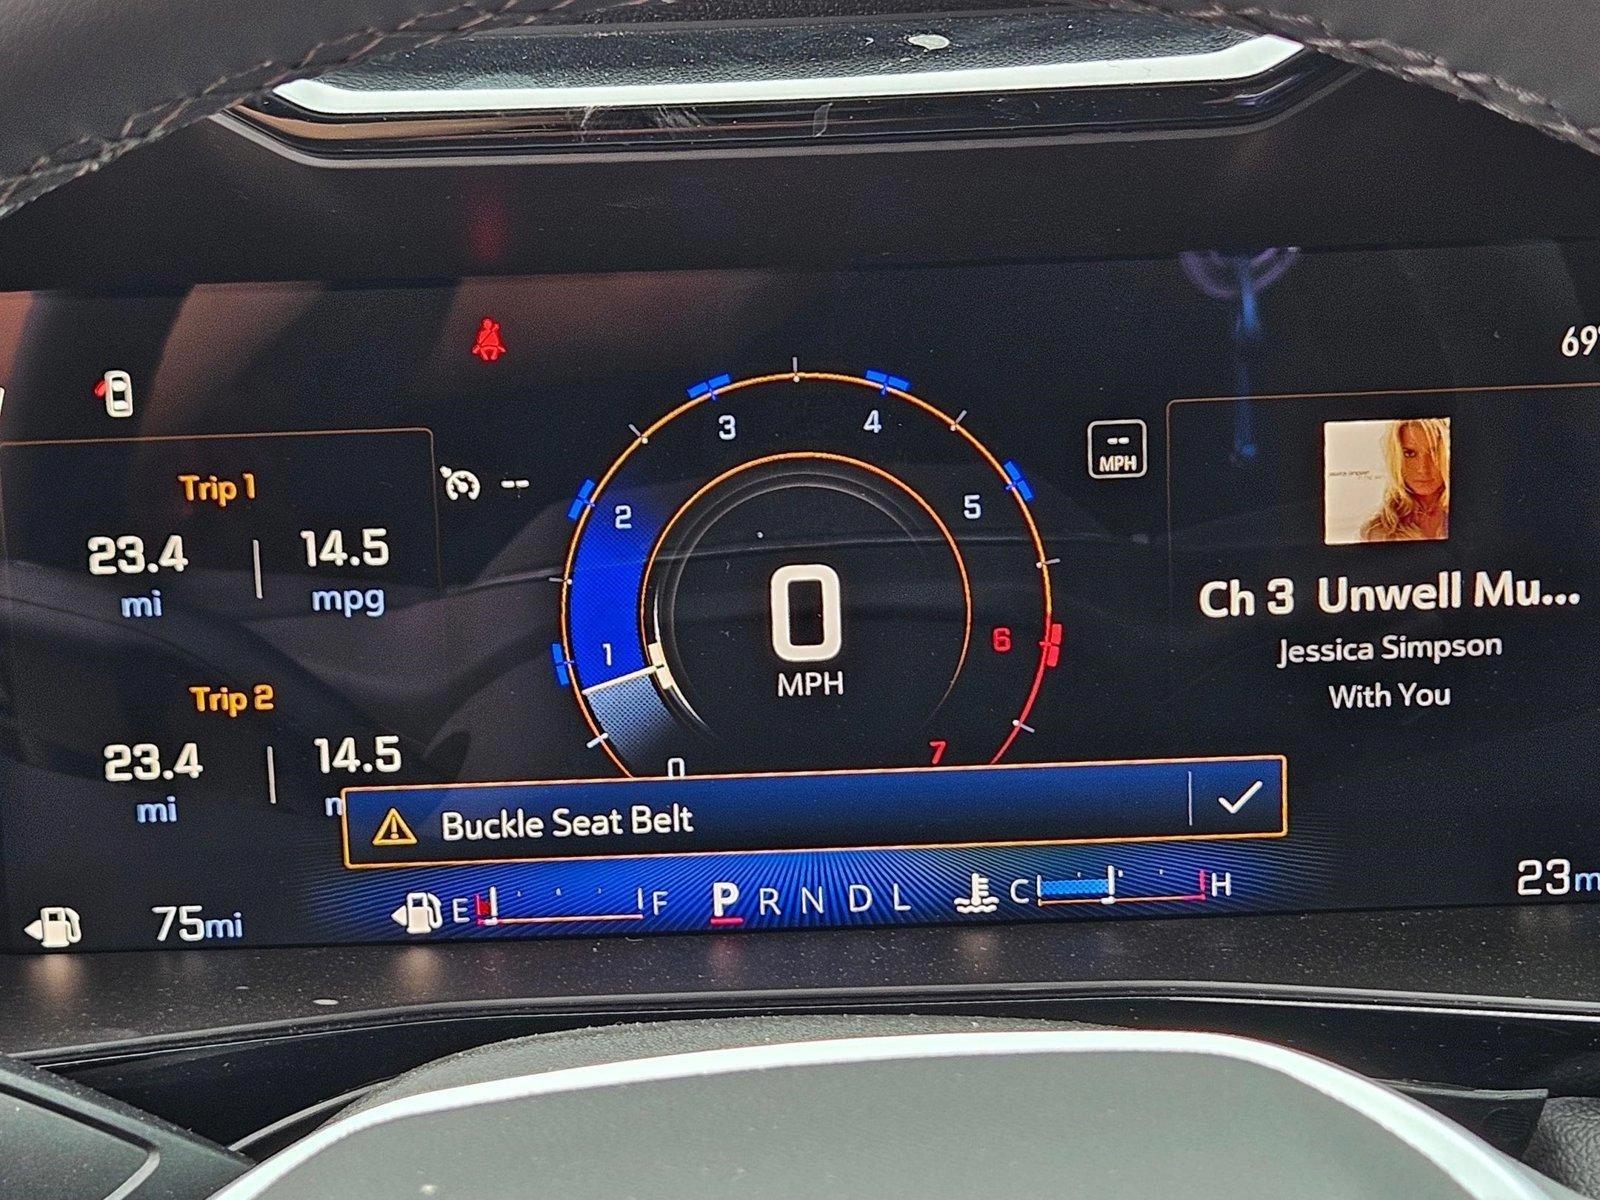 69°
Trip 1
23.4 | 14.5
mi mpg
--
3 4
2 5
1 6
0 7
0
MPH
--
MPH
Ch 3 Unwell Mu...
Jessica Simpson
With You
Trip 2
23.4 | 14.5
mi
Buckle Seat Belt
75mi
E F
P R N D L
C H
23m